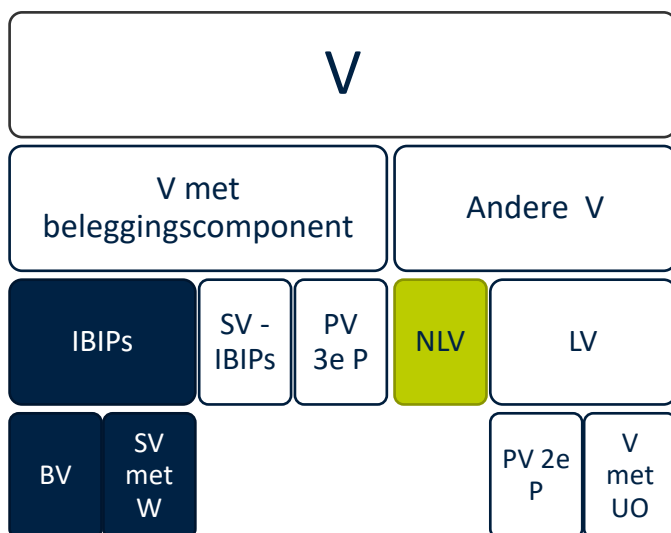 V
V met
beleggingscomponent
Andere V
IBIPs
SV -
IBIPs
PV
3e P
NLV
LV
BV
SV
met
W
PV 2e
P
V
met
UO